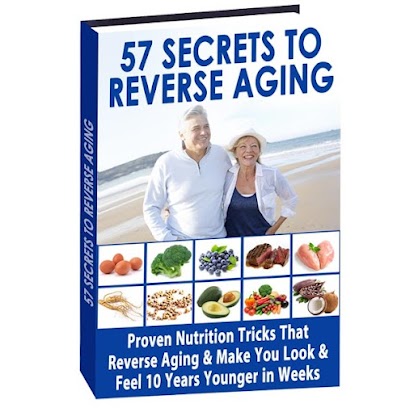 57 SECRETS TO
REVERSE AGING
57 SECRETS TO REVERSE AGING
Proven Nutrition Tricks That
Reverse Aging & Make You Look &
Feel 10 Years Younger in Weeks